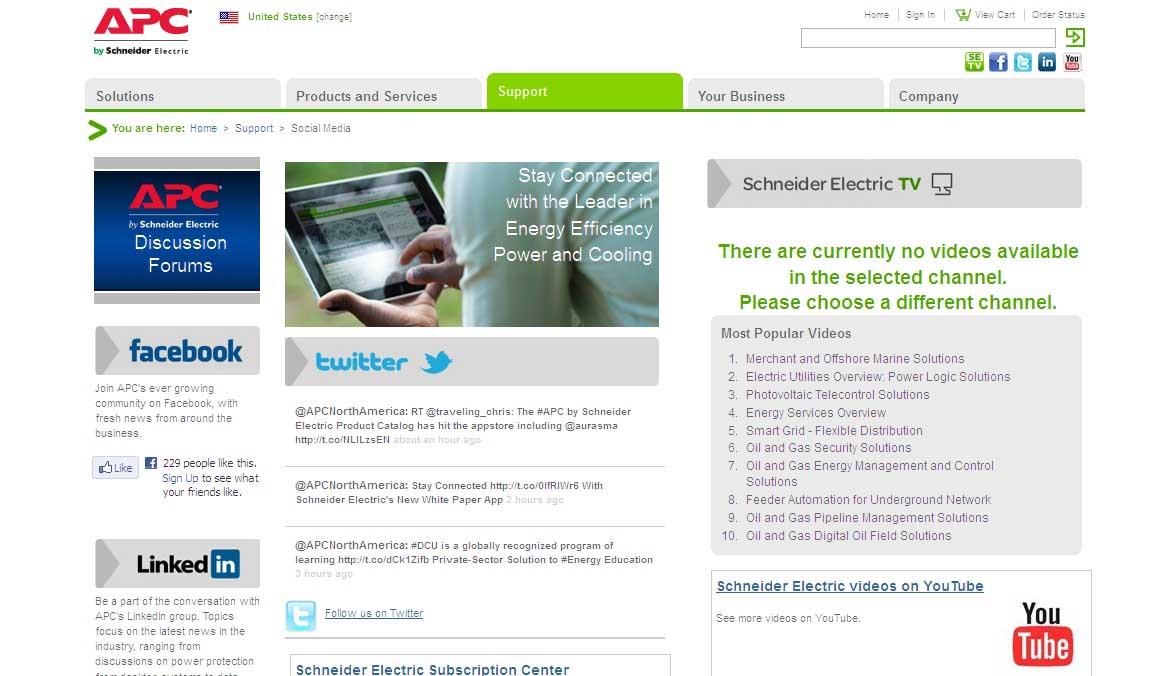 APC
by Schneider Electric
United States [change]
Home
Sign In
View Cart
Order Status
SE TV
in
You Tube
Solutions
Products and Services
Support
Your Business
Company
You are here: Home > Support > Social Media
APC
by Schneider Electric
Discussion
Forums
Stay Connected
with the Leader in
Energy Efficiency
Power and Cooling
Schneider Electric TV
There are currently no videos available
in the selected channel.
Please choose a different channel.
Most Popular Videos
1. Merchant and Offshore Marine Solutions
2. Electric Utilities Overview: Power Logic Solutions
3. Photovoltaic Telecontrol Solutions
4. Energy Services Overview
5. Smart Grid - Flexible Distribution
6. Oil and Gas Security Solutions
7. Oil and Gas Energy Management and Control
Solutions
8. Feeder Automation for Underground Network
9. Oil and Gas Pipeline Management Solutions
10. Oil and Gas Digital Oil Field Solutions
facebook
Join APC's ever growing
community on Facebook, with
fresh news from around the
business.
Like
229 people like this.
Sign Up to see what
your friends like.
twitter
@APCNorthAmerica: RT @traveling_chris: The #APC by Schneider
Electric Product Catalog has hit the appstore including @aurasma
http://t.co/NLILzsEN about an hour ago
@APCNorthAmerica: Stay Connected http://t.co/0IfRIWr6 With
Schneider Electric's New White Paper App 2 hours ago
@APCNorthAmerica: #DCU is a globally recognized program of
learning http://t.co/dCk1Zifb Private-Sector Solution to #Energy Education
3 hours ago
Follow us on Twitter
Linked in
Be a part of the conversation with
APC's LinkedIn group. Topics
focus on the latest news in the
industry, ranging from
discussions on power protection
from desktop systems to data
Schneider Electric Subscription Center
Schneider Electric videos on YouTube
See more videos on YouTube.
You
Tube